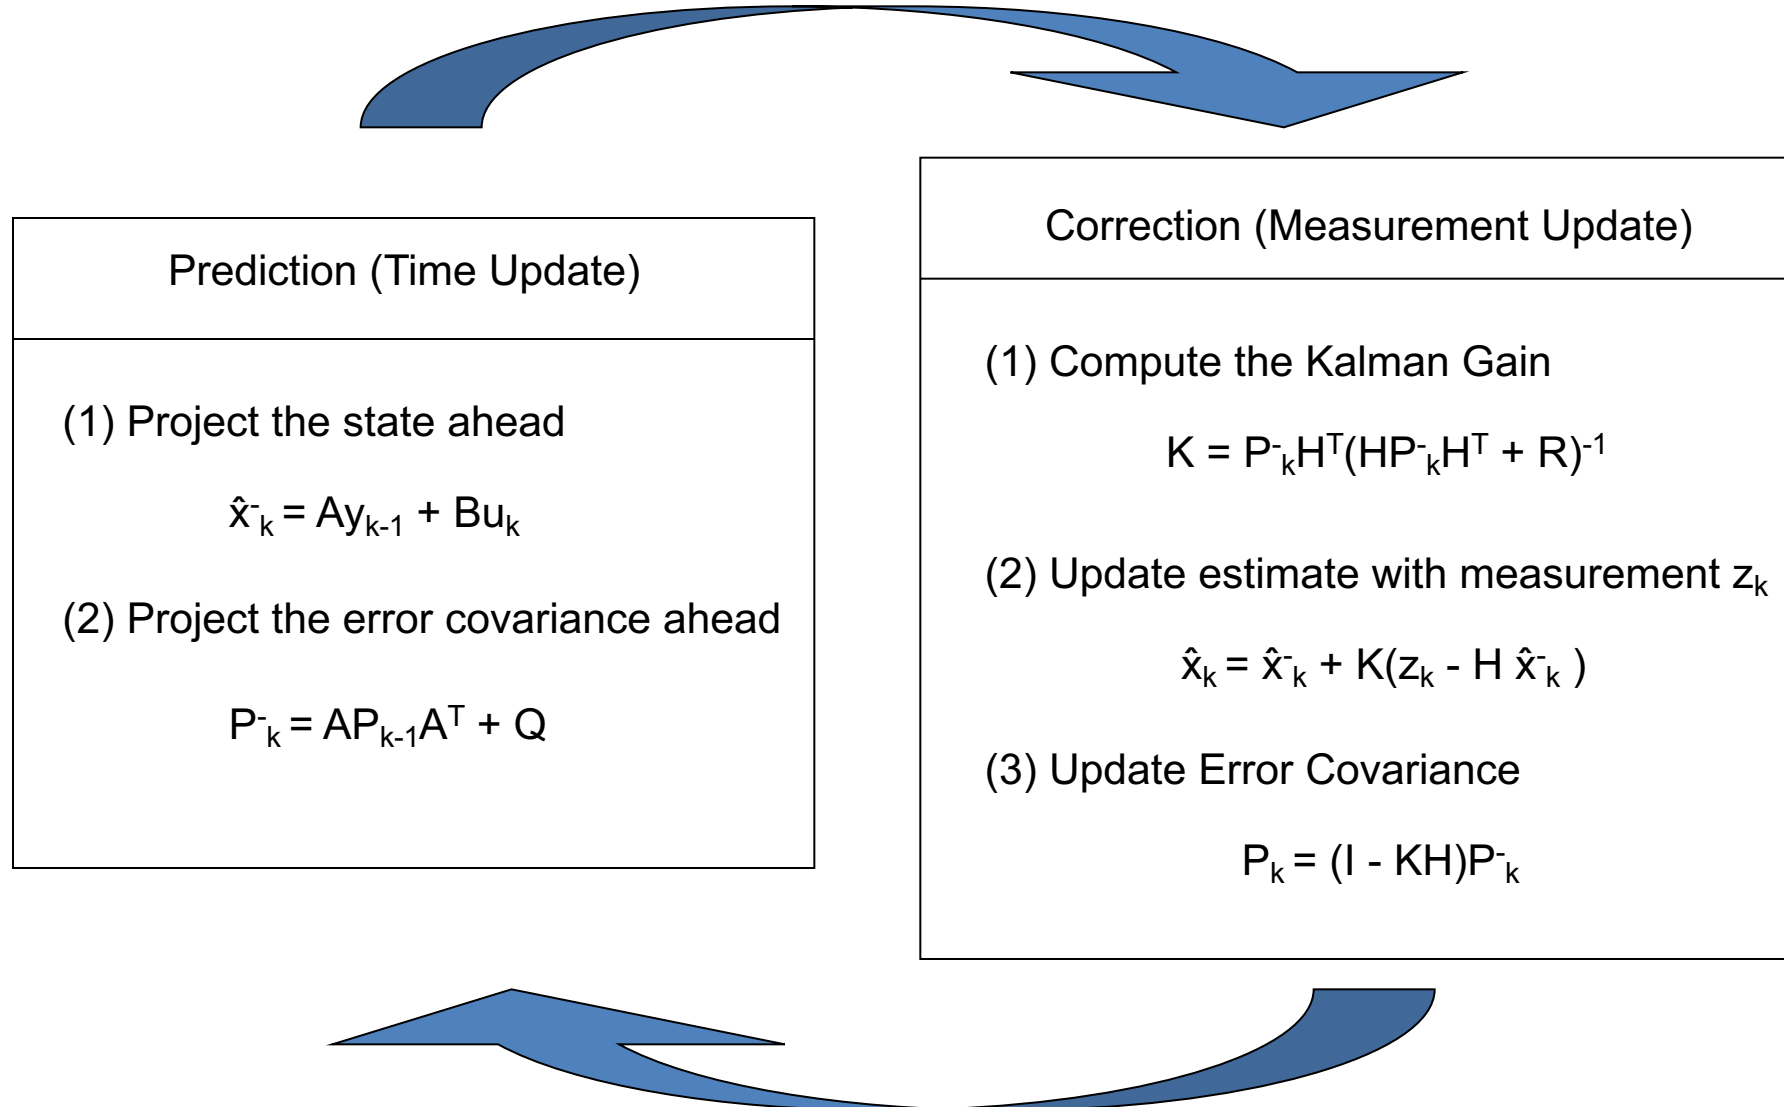 Prediction (Time Update)
(1) Project the state ahead
x̂⁻ₖ = Ayₖ₋₁ + Buₖ
(2) Project the error covariance ahead
P⁻ₖ = APₖ₋₁Aᵀ + Q
Correction (Measurement Update)
(1) Compute the Kalman Gain
K = P⁻ₖHᵀ(HP⁻ₖHᵀ + R)⁻¹
(2) Update estimate with measurement zₖ
x̂ₖ = x̂⁻ₖ + K(zₖ - H x̂⁻ₖ )
(3) Update Error Covariance
Pₖ = (I - KH)P⁻ₖ